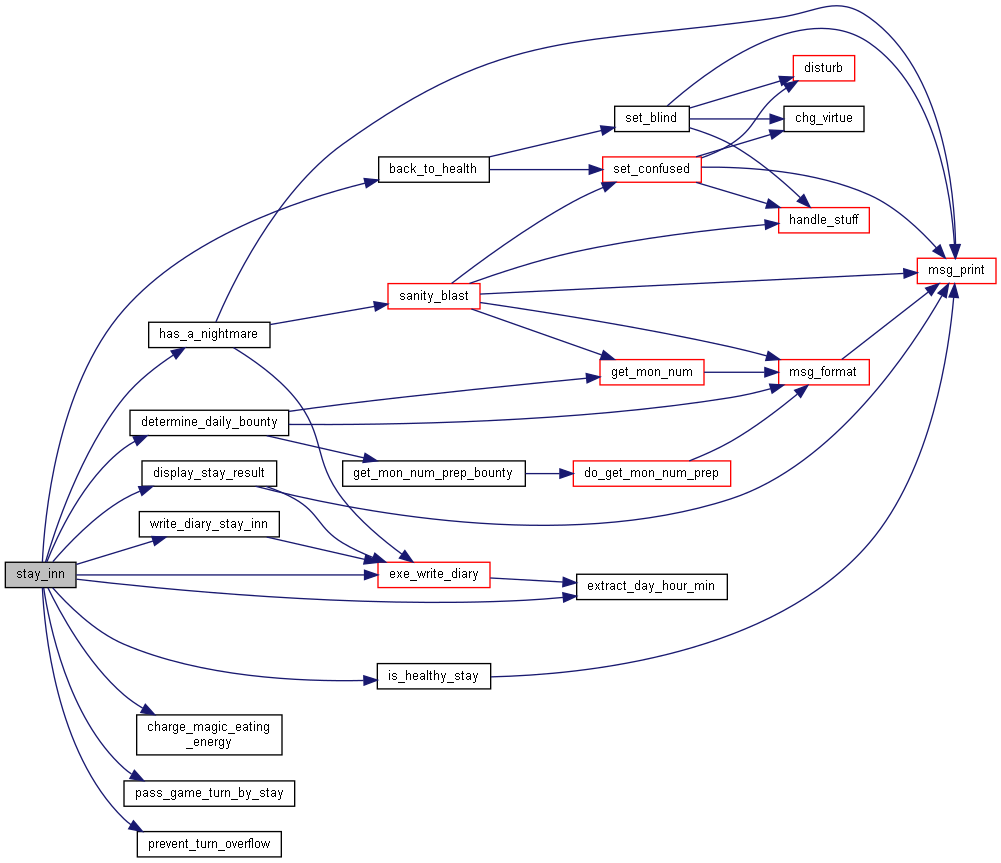 disturb
set_blind
chg_virtue
back_to_health
set_confused
handle_stuff
msg_print
sanity_blast
has_a_nightmare
get_mon_num
msg_format
determine_daily_bounty
display_stay_result
get_mon_num_prep_bounty
do_get_mon_num_prep
write_diary_stay_inn
stay_inn
exe_write_diary
extract_day_hour_min
is_healthy_stay
charge_magic_eating
_energy
pass_game_turn_by_stay
prevent_turn_overflow